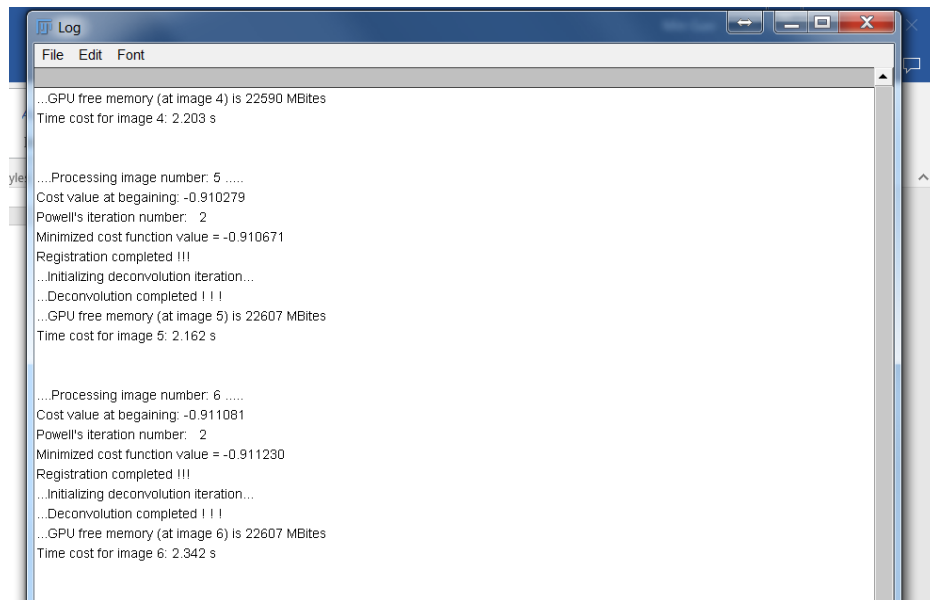 Log
File Edit Font
...GPU free memory (at image 4) is 22590 MBites
Time cost for image 4: 2.203 s
....Processing image number: 5 .....
Cost value at begaining: -0.910279
Powell's iteration number: 2
Minimized cost function value = -0.910671
Registration completed !!!
...Initializing deconvolution iteration...
...Deconvolution completed ! ! !
...GPU free memory (at image 5) is 22607 MBites
Time cost for image 5: 2.162 s
....Processing image number: 6 .....
Cost value at begaining: -0.911081
Powell's iteration number: 2
Minimized cost function value = -0.911230
Registration completed !!!
...Initializing deconvolution iteration...
...Deconvolution completed ! ! !
...GPU free memory (at image 6) is 22607 MBites
Time cost for image 6: 2.342 s